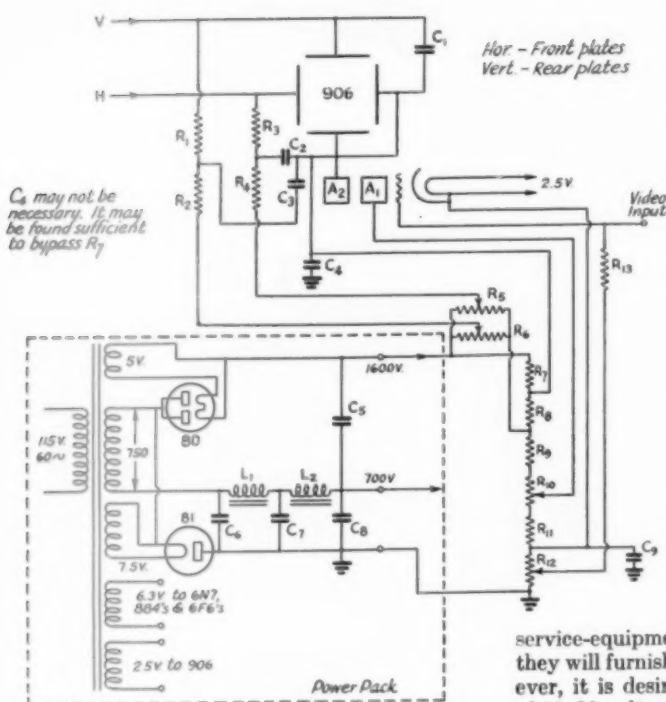 V
H
906
C₁
Hor. - Front plates
Vert. - Rear plates
R₁
R₂
R₃
R₄
C₂
C₃
A₂
A₁
2.5V.
Video
Input
C₄ may not be
necessary. It may
be found sufficient
to bypass R₇
C₄
R₁₃
R₅
R₆
5V.
1600V.
R₇
80
C₅
R₈
115V.
60~
750
R₉
L₁
L₂
700V
R₁₀
C₆
C₇
C₈
R₁₁
81
R₁₂
C₉
7.5V.
6.3V to 6N7,
884's & 6F6's
2.5V to 906
Power Pack
service-equipme
they will furnish
ever, it is desir